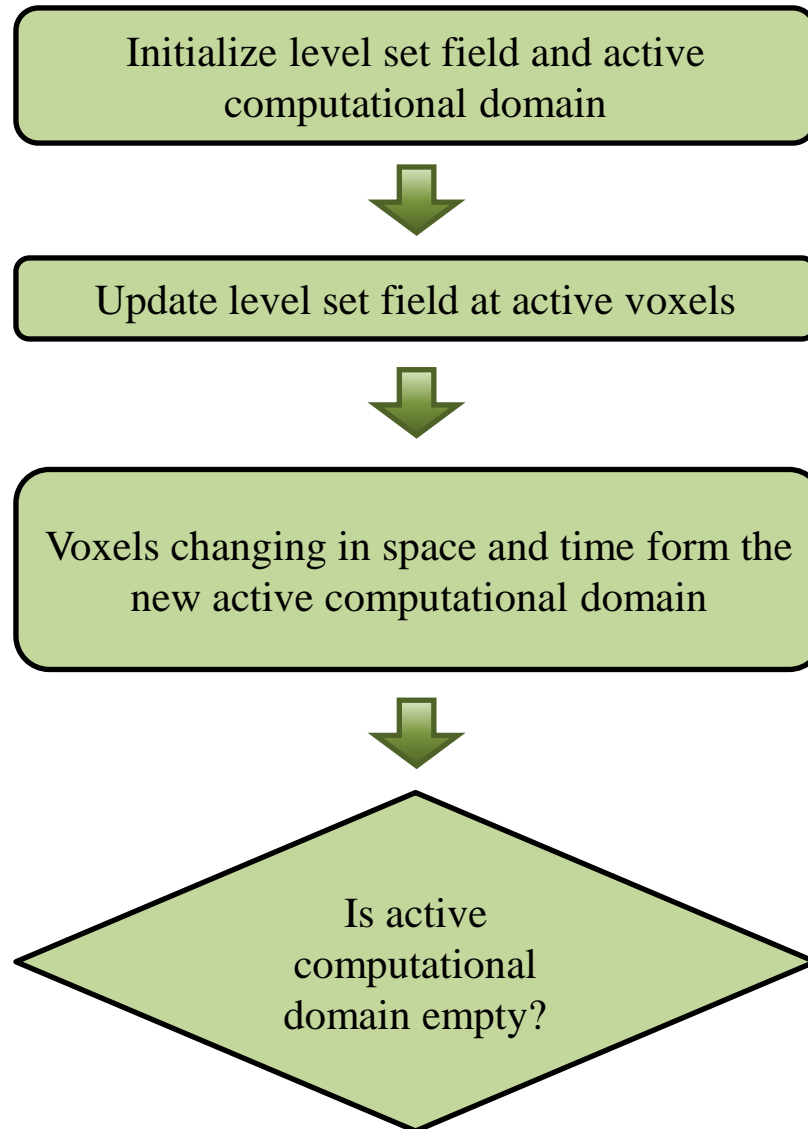 Initialize level set field and active
computational domain
Update level set field at active voxels
Voxels changing in space and time form the
new active computational domain
Is active
computational
domain empty?